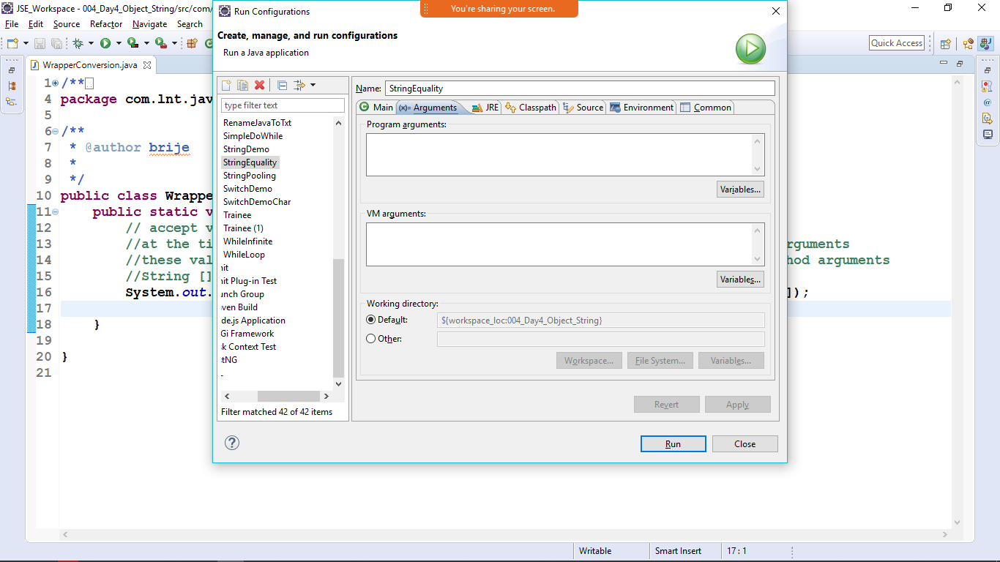 JSE_Workspace - 004_Day4_Object_String/src/com/
Run Configurations
You're sharing your screen.
File Edit Source Refactor Navigate Search
Create, manage, and run configurations
Run a Java application
Quick Access
WrapperConversion.java
type filter text
RenameJavaToTxt
SimpleDoWhile
StringDemo
StringEquality
StringPooling
SwitchDemo
SwitchDemoChar
Trainee
Trainee (1)
WhileInfinite
WhileLoop
nit
nit Plug-in Test
unch Group
ven Build
de.js Application
Gi Framework
k Context Test
tNG
Filter matched 42 of 42 items
Name: StringEquality
Main (x)= Arguments JRE Classpath Source Environment Common
Program arguments:
Variables...
VM arguments:
Variables...
Working directory:
Default: ${workspace_loc:004_Day4_Object_String}
Other:
Workspace... File System... Variables...
Revert Apply
? Run Close
1 /**
4 package com.lnt.jav
5
6 /**
7 * @author brije
8 *
9 */
10 public class Wrappe
11 public static v
12 // accept v
13 //at the ti rguments
14 //these val hod arguments
15 //String []
16 System.out. ]);
17
18 }
19
20 }
21
Writable Smart Insert 17 : 1